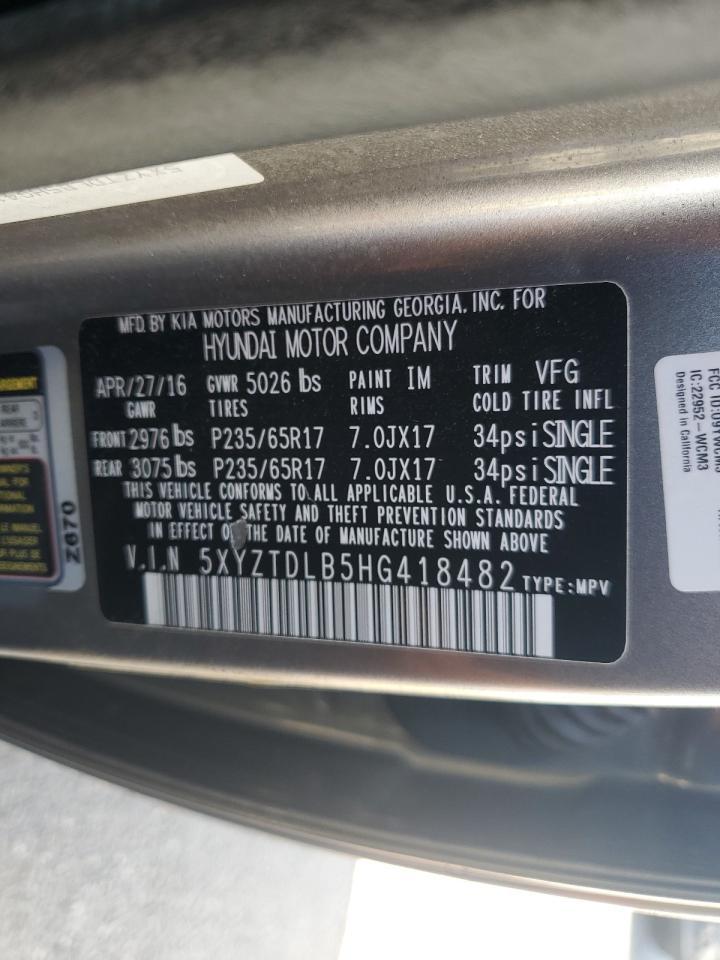 5XYZTDLB5HG41
MFD. BY KIA MOTORS MANUFACTURING GEORGIA, INC. FOR
HYUNDAI MOTOR COMPANY
APR/27/16 GVWR 5026 lbs PAINT IM TRIM VFG
GAWR TIRES RIMS COLD TIRE INFL
FRONT 2976 lbs P235/65R17 7.0JX17 34psi SINGLE
REAR 3075 lbs P235/65R17 7.0JX17 34psi SINGLE
THIS VEHICLE CONFORMS TO ALL APPLICABLE U.S.A. FEDERAL
MOTOR VEHICLE SAFETY AND THEFT PREVENTION STANDARDS
IN EFFECT ON THE DATE OF MANUFACTURE SHOWN ABOVE
V.I.N 5XYZTDLB5HG418482 TYPE:MPV
REAR
Z670
IC:22952-WCM3
Designed in California